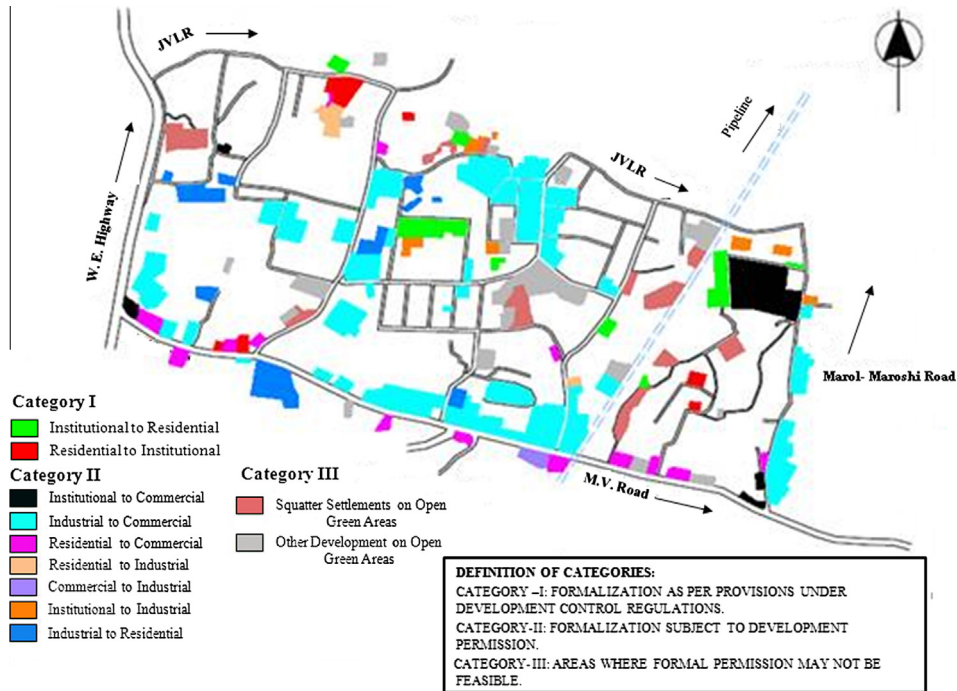 JVLR
W. E. Highway
Pipeline
JVLR
Marol- Maroshi Road
M.V. Road
Category I
Institutional to Residential
Residential to Institutional
Category II
Institutional to Commercial
Industrial to Commercial
Residential to Commercial
Residential to Industrial
Commercial to Industrial
Institutional to Industrial
Industrial to Residential
Category III
Squatter Settlements on Open
Green Areas
Other Development on Open
Green Areas
DEFINITION OF CATEGORIES:
CATEGORY –I: FORMALIZATION AS PER PROVISIONS UNDER
DEVELOPMENT CONTROL REGULATIONS.
CATEGORY-II: FORMALIZATION SUBJECT TO DEVELOPMENT
PERMISSION.
CATEGORY-III: AREAS WHERE FORMAL PERMISSION MAY NOT BE
FEASIBLE.